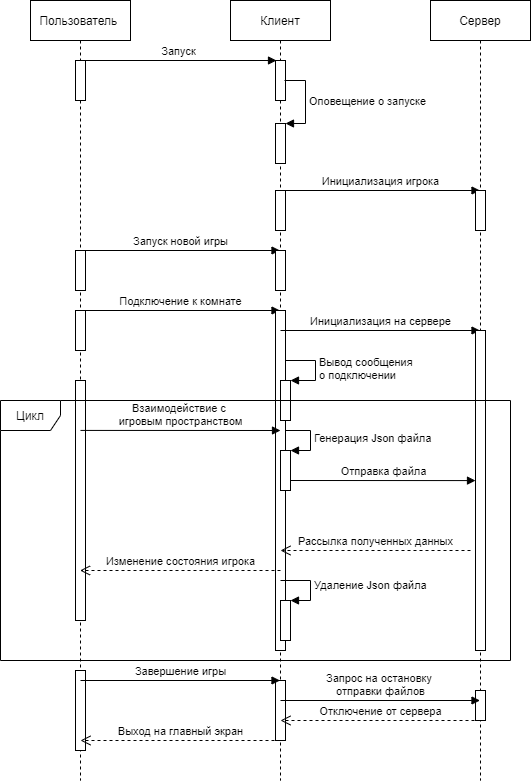 Пользователь
Клиент
Сервер
Запуск
Оповещение о запуске
Инициализация игрока
Запуск новой игры
Подключение к комнате
Инициализация на сервере
Вывод сообщения
о подключении
Цикл
Взаимодействие с
игровым пространством
Генерация Json файла
Отправка файла
Рассылка полученных данных
Изменение состояния игрока
Удаление Json файла
Завершение игры
Запрос на остановку
отправки файлов
Отключение от сервера
Выход на главный экран